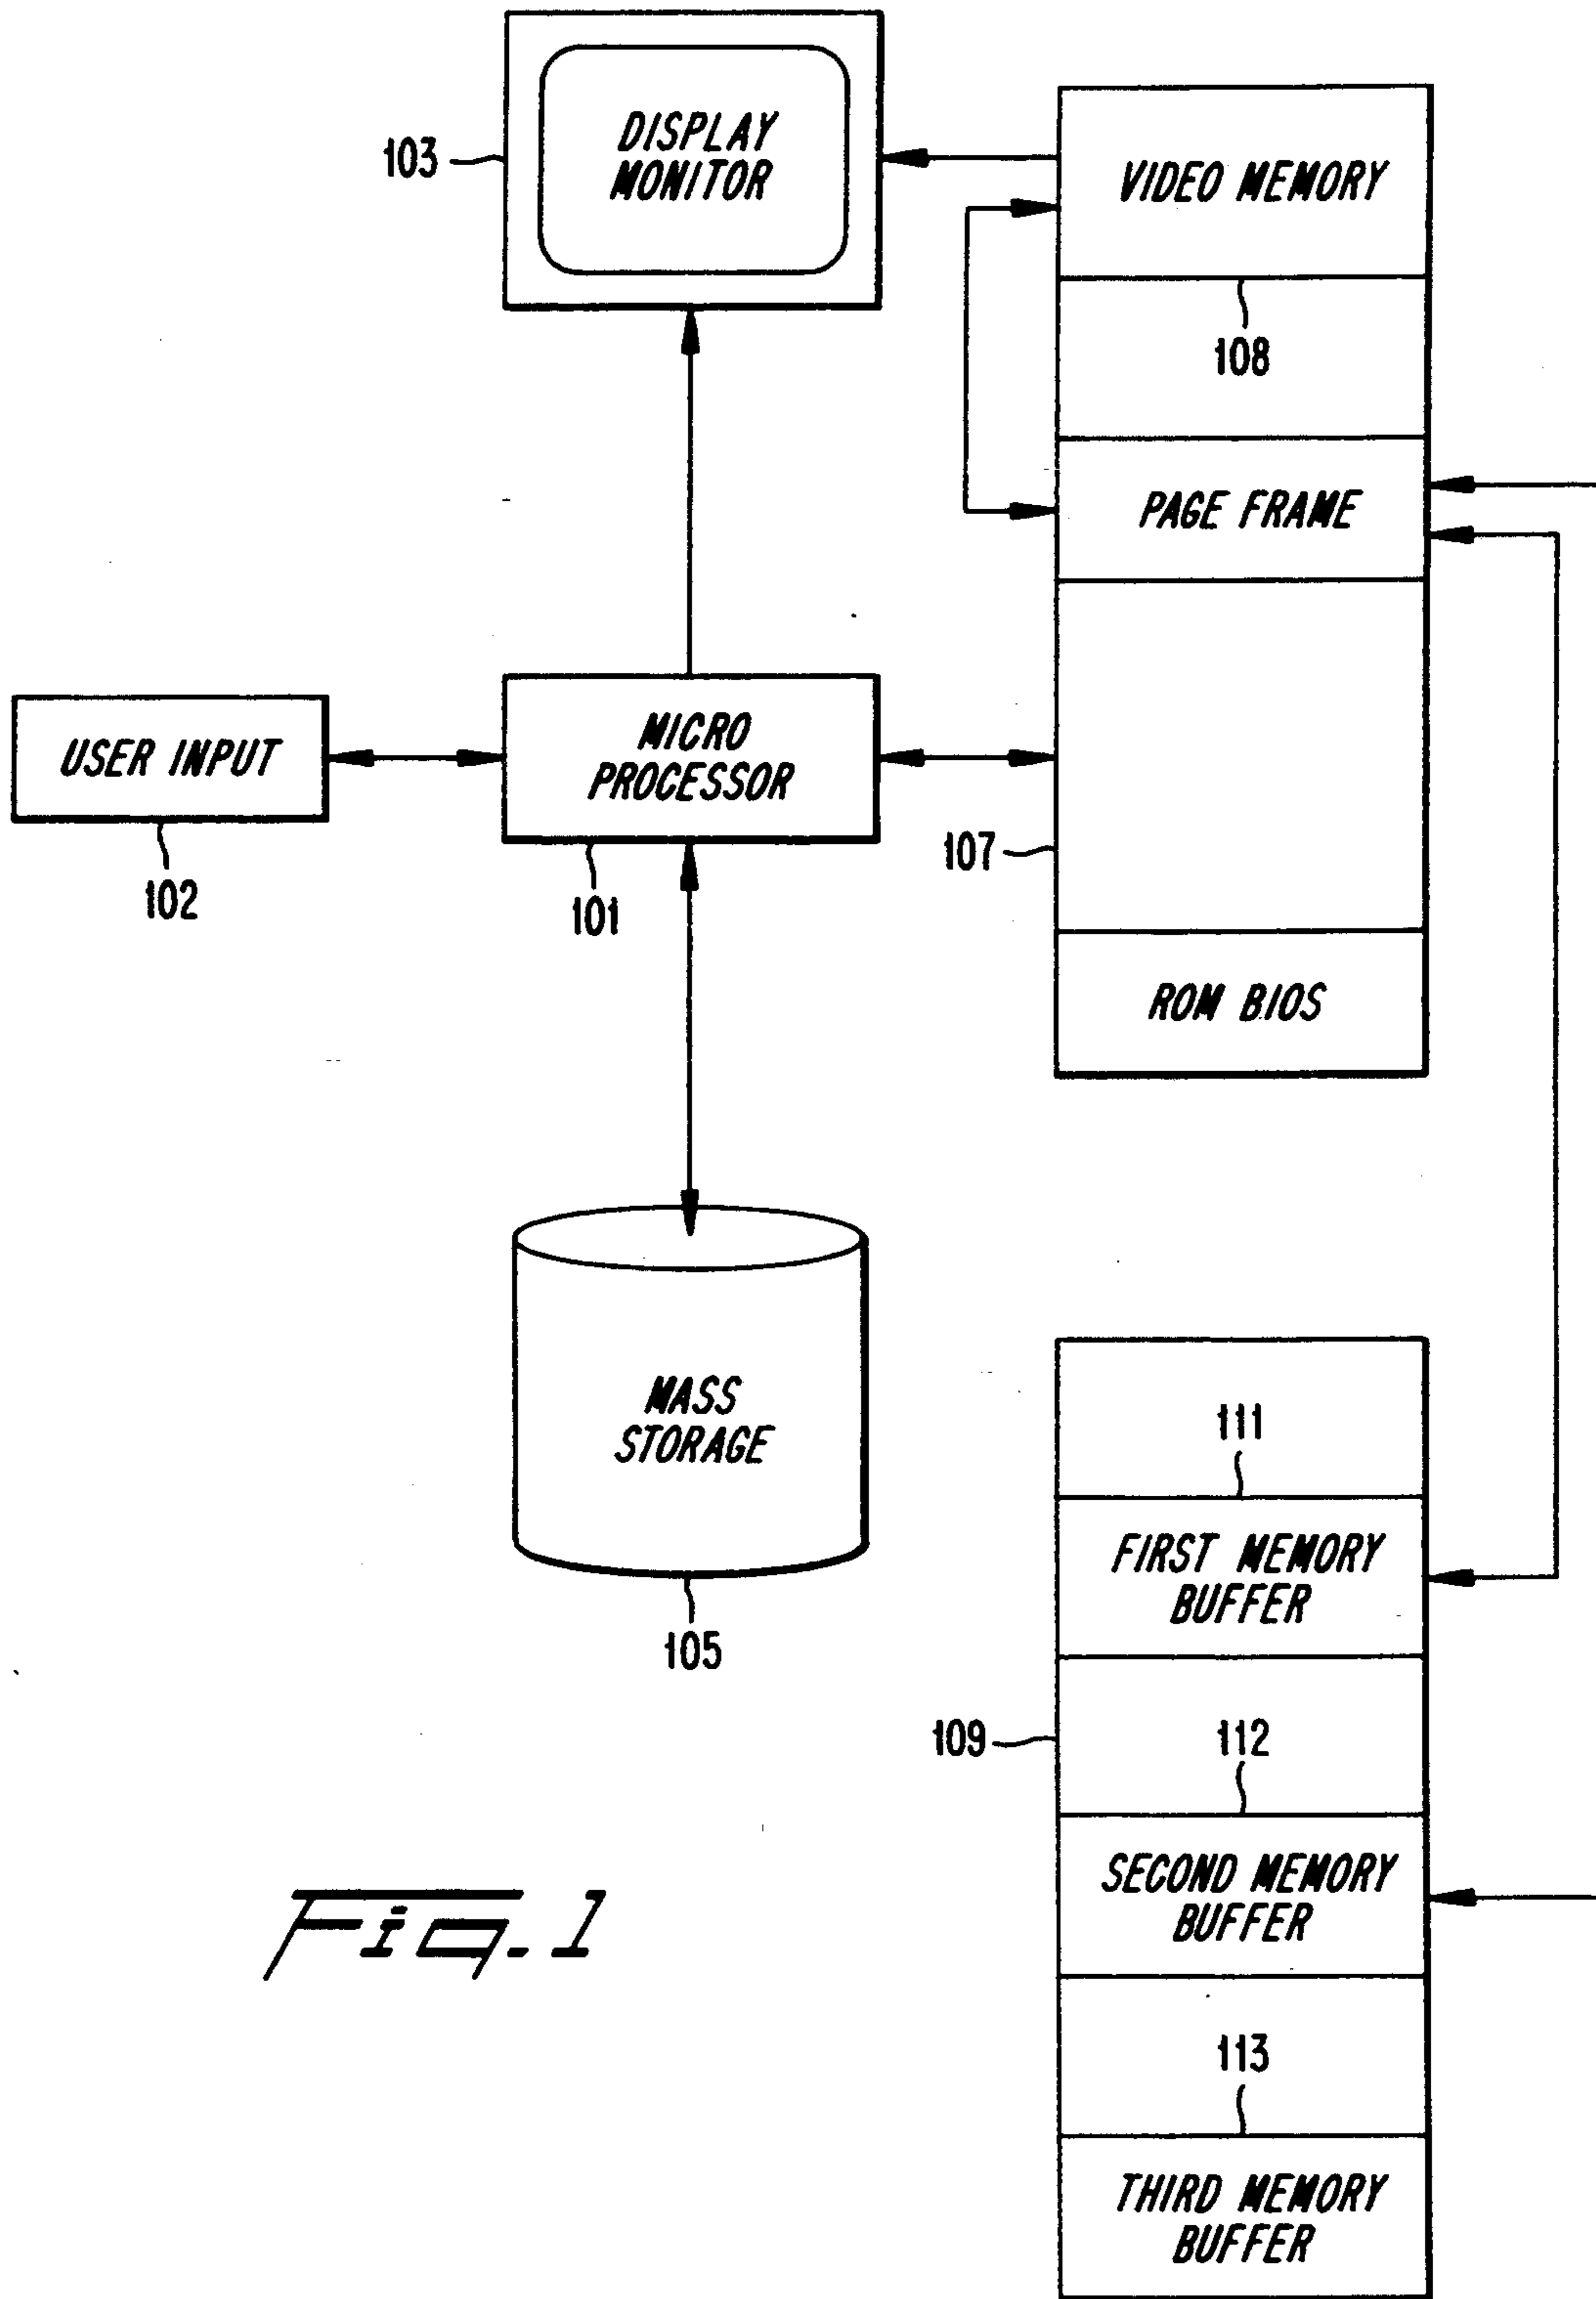 DISPLAY
MONITOR
103
VIDEO MEMORY
108
PAGE FRAME
USER INPUT
102
MICRO
PROCESSOR
101
107
ROM BIOS
MASS
STORAGE
105
111
FIRST MEMORY
BUFFER
109
112
SECOND MEMORY
BUFFER
113
THIRD MEMORY
BUFFER
Fig. 1